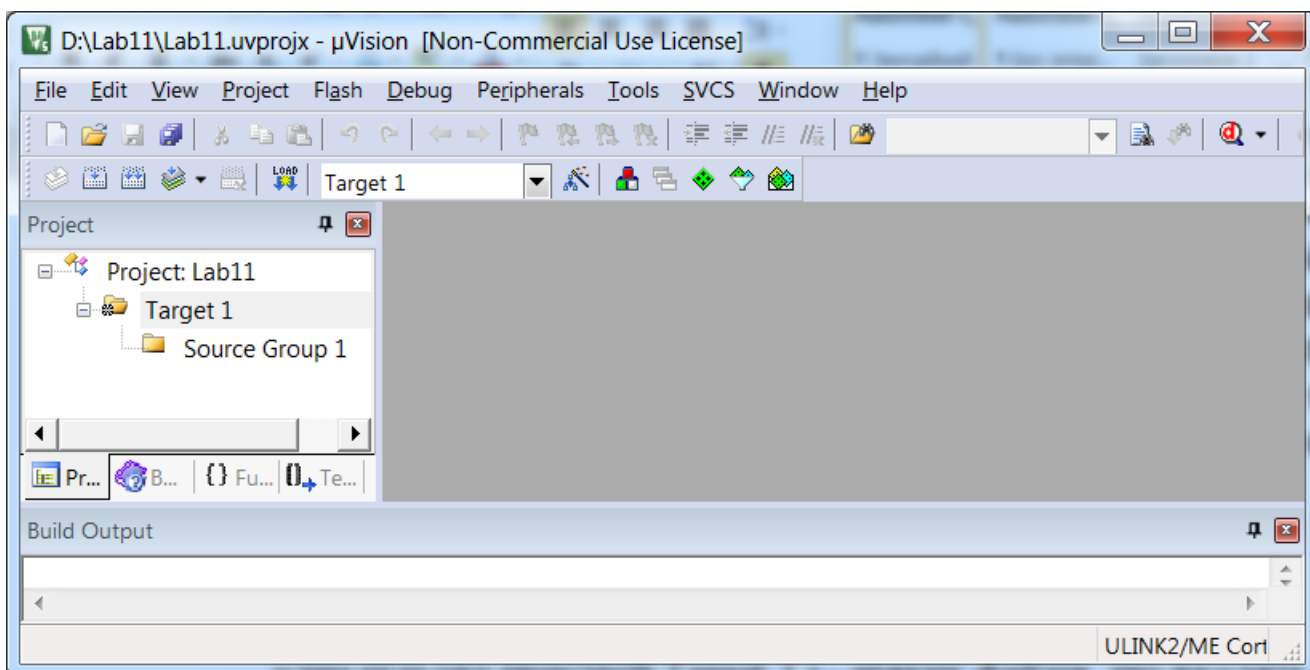 D:\Lab11\Lab11.uvprojx - µVision [Non-Commercial Use License]
File Edit View Project Flash Debug Peripherals Tools SVCS Window Help
LOAD Target 1
Project
Project: Lab11
Target 1
Source Group 1
Pr... B... {} Fu... Te...
Build Output
ULINK2/ME Cort